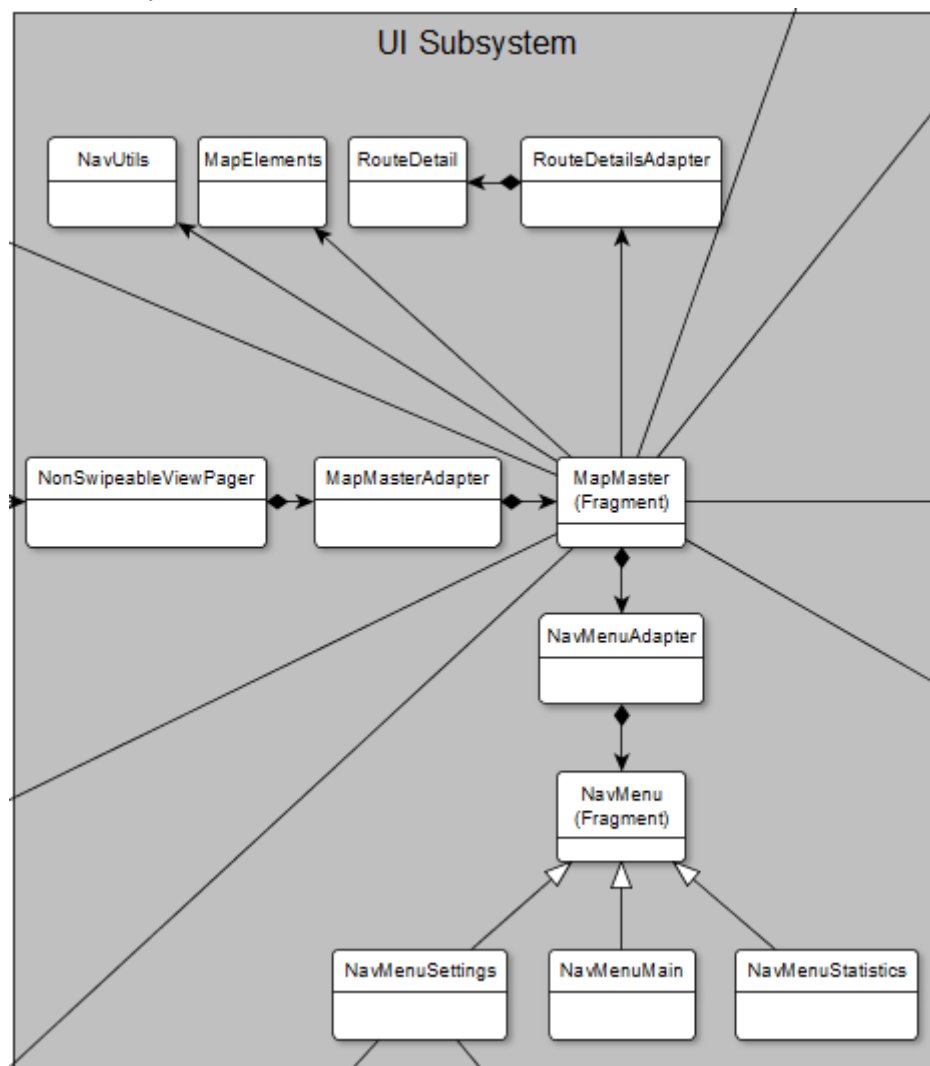 UI Subsystem
NavUtils
MapElements
RouteDetail
RouteDetailsAdapter
NonSwipeableViewPager
MapMasterAdapter
MapMaster
(Fragment)
NavMenuAdapter
NavMenu
(Fragment)
NavMenuSettings
NavMenuMain
NavMenuStatistics